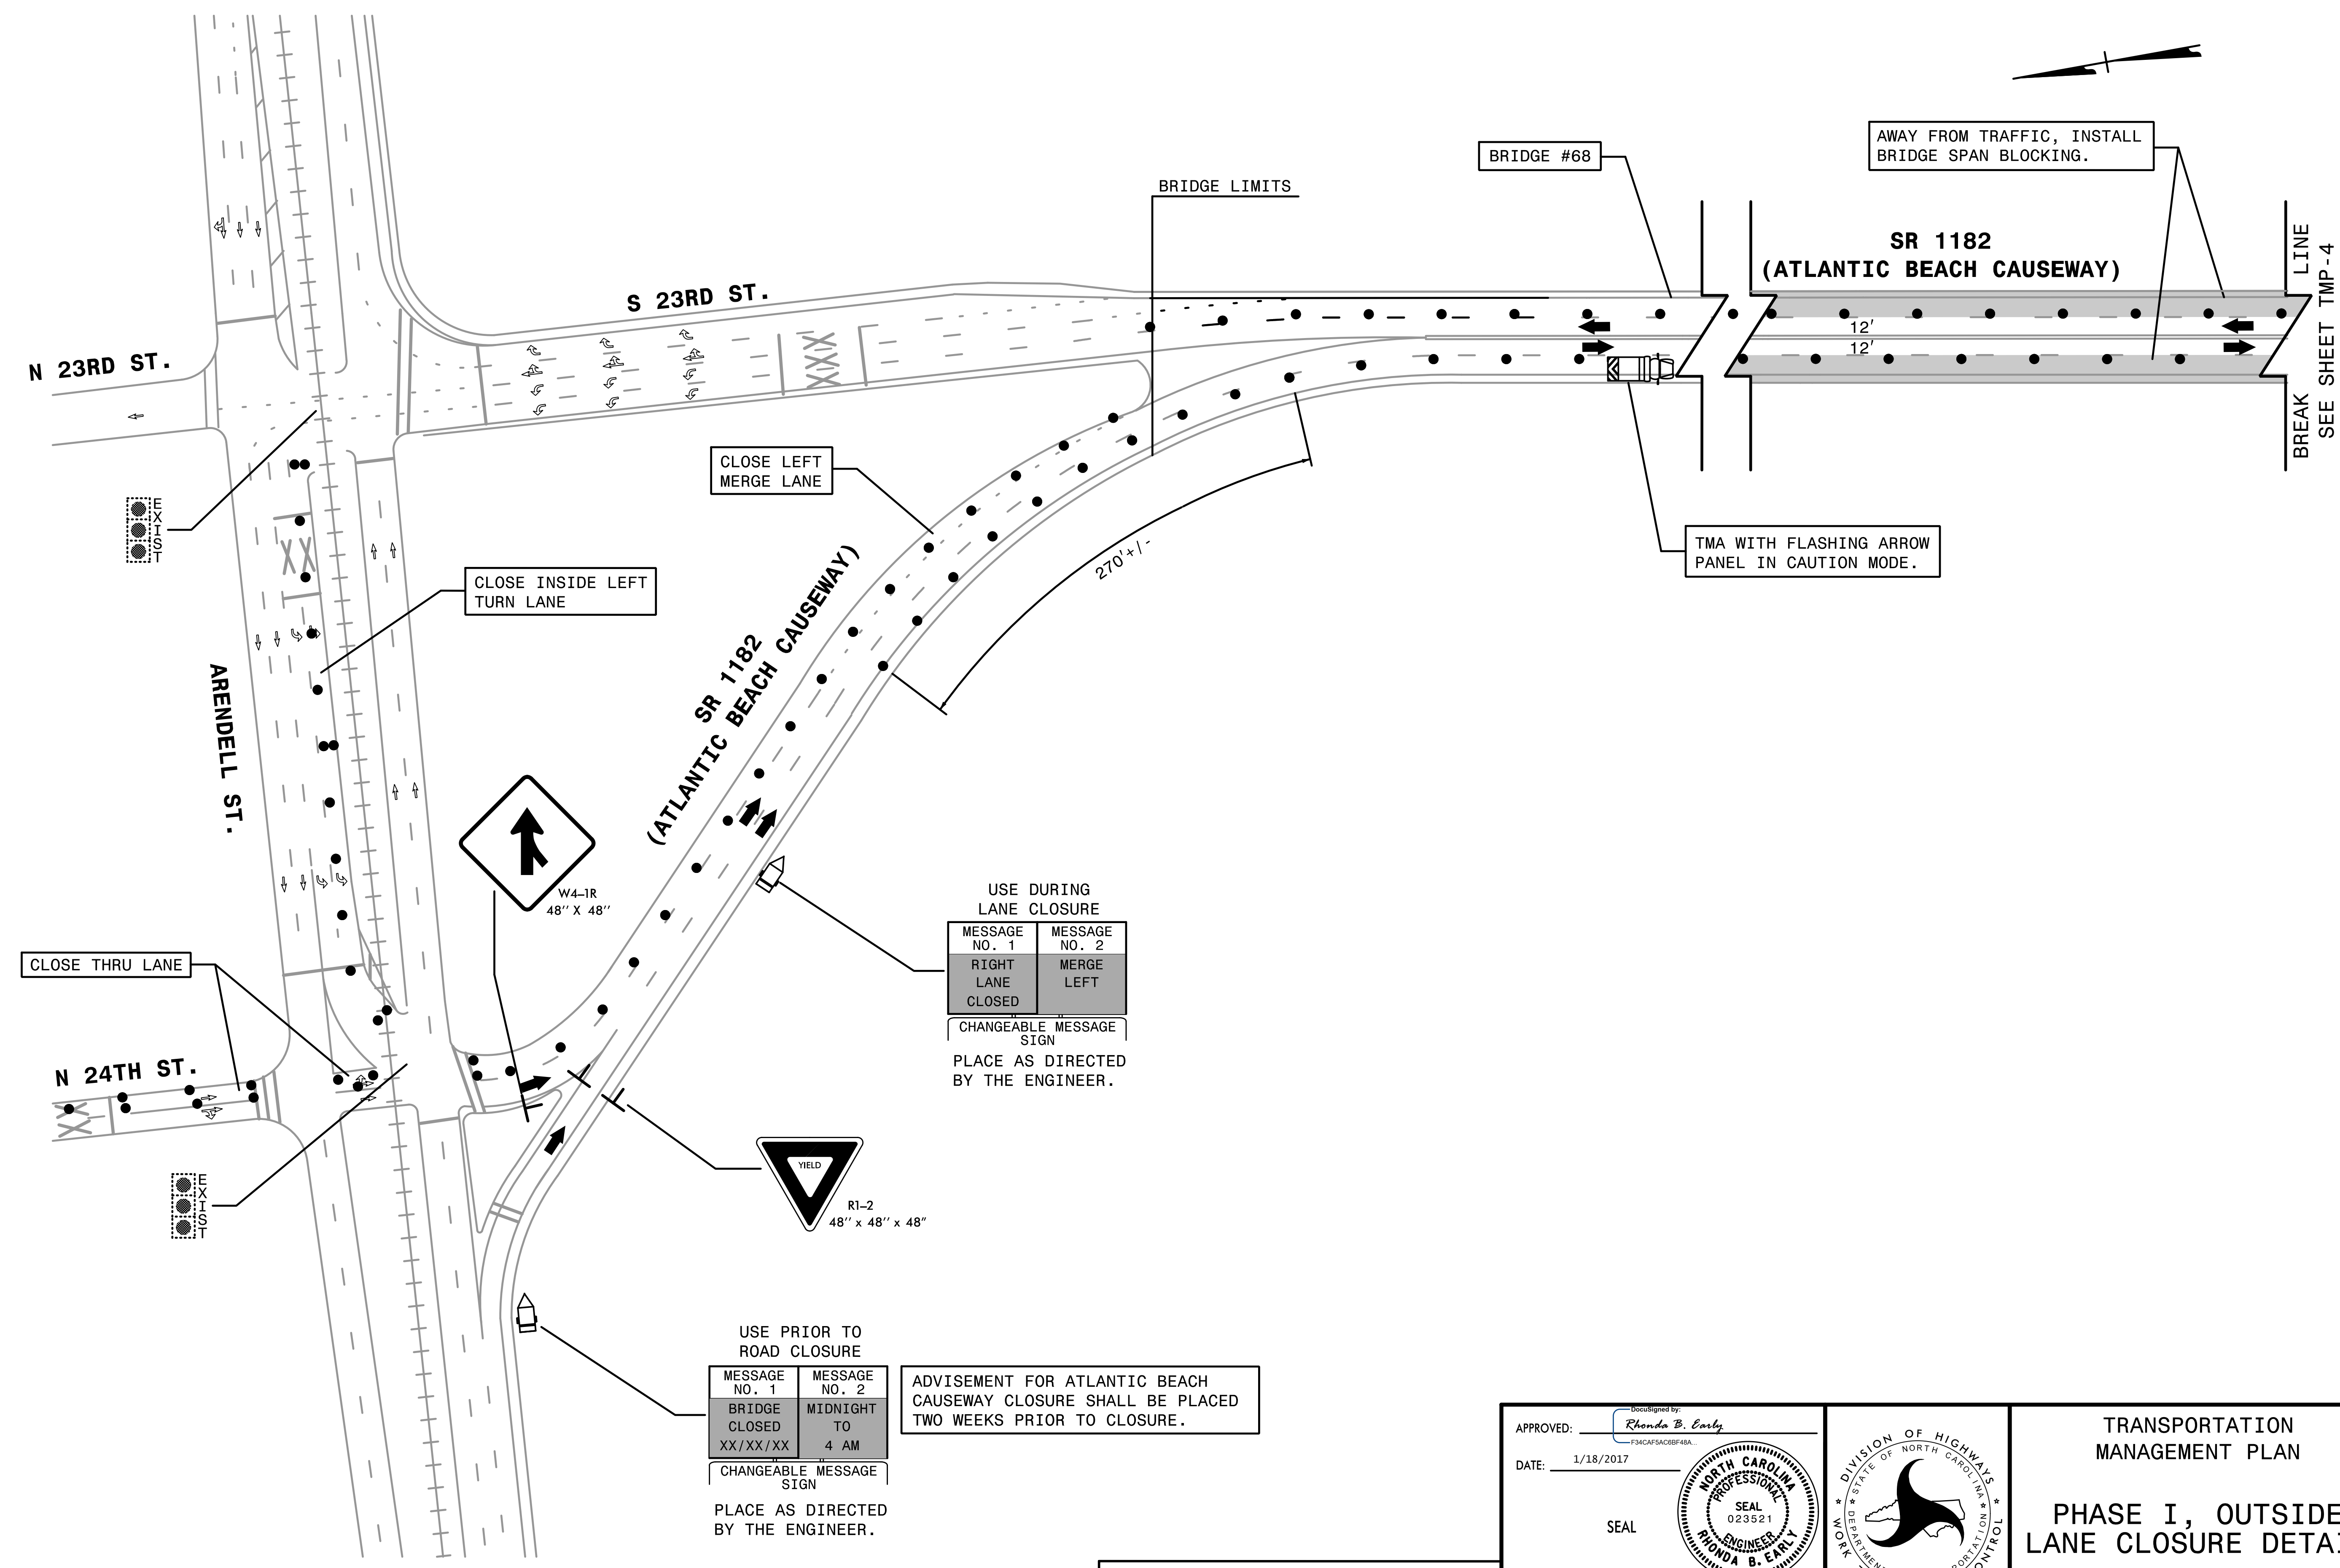 AWAY FROM TRAFFIC, INSTALL
BRIDGE SPAN BLOCKING.
BRIDGE #68
BRIDGE LIMITS
SR 1182
(ATLANTIC BEACH CAUSEWAY)
BREAK LINE
SEE SHEET TMP-4
S 23RD ST.
12'
12'
N 23RD ST.
CLOSE LEFT
MERGE LANE
EXIST
TMA WITH FLASHING ARROW
PANEL IN CAUTION MODE.
270'+/-
CLOSE INSIDE LEFT
TURN LANE
SR 1182
(ATLANTIC BEACH CAUSEWAY)
ARENDELL ST.
W4-1R
48'' X 48''
USE DURING
LANE CLOSURE
MESSAGE NO. 1
MESSAGE NO. 2
RIGHT LANE CLOSED
MERGE LEFT
CHANGEABLE MESSAGE
SIGN
PLACE AS DIRECTED
BY THE ENGINEER.
CLOSE THRU LANE
N 24TH ST.
YIELD
R1-2
48'' x 48'' x 48''
EXIST
USE PRIOR TO
ROAD CLOSURE
MESSAGE NO. 1
MESSAGE NO. 2
BRIDGE CLOSED XX/XX/XX
MIDNIGHT TO 4 AM
CHANGEABLE MESSAGE
SIGN
PLACE AS DIRECTED
BY THE ENGINEER.
ADVISEMENT FOR ATLANTIC BEACH
CAUSEWAY CLOSURE SHALL BE PLACED
TWO WEEKS PRIOR TO CLOSURE.
DocuSigned by:
APPROVED: Rhonda B. Early
F34CAF5AC6BF48A...
DATE: 1/18/2017
SEAL
NORTH CAROLINA
PROFESSIONAL
SEAL
023521
ENGINEER
RHONDA B. EARLY
DIVISION OF HIGHWAYS
STATE OF NORTH CAROLINA
WORK
TRANSPORTATION
MANAGEMENT PLAN
PHASE I, OUTSIDE
LANE CLOSURE